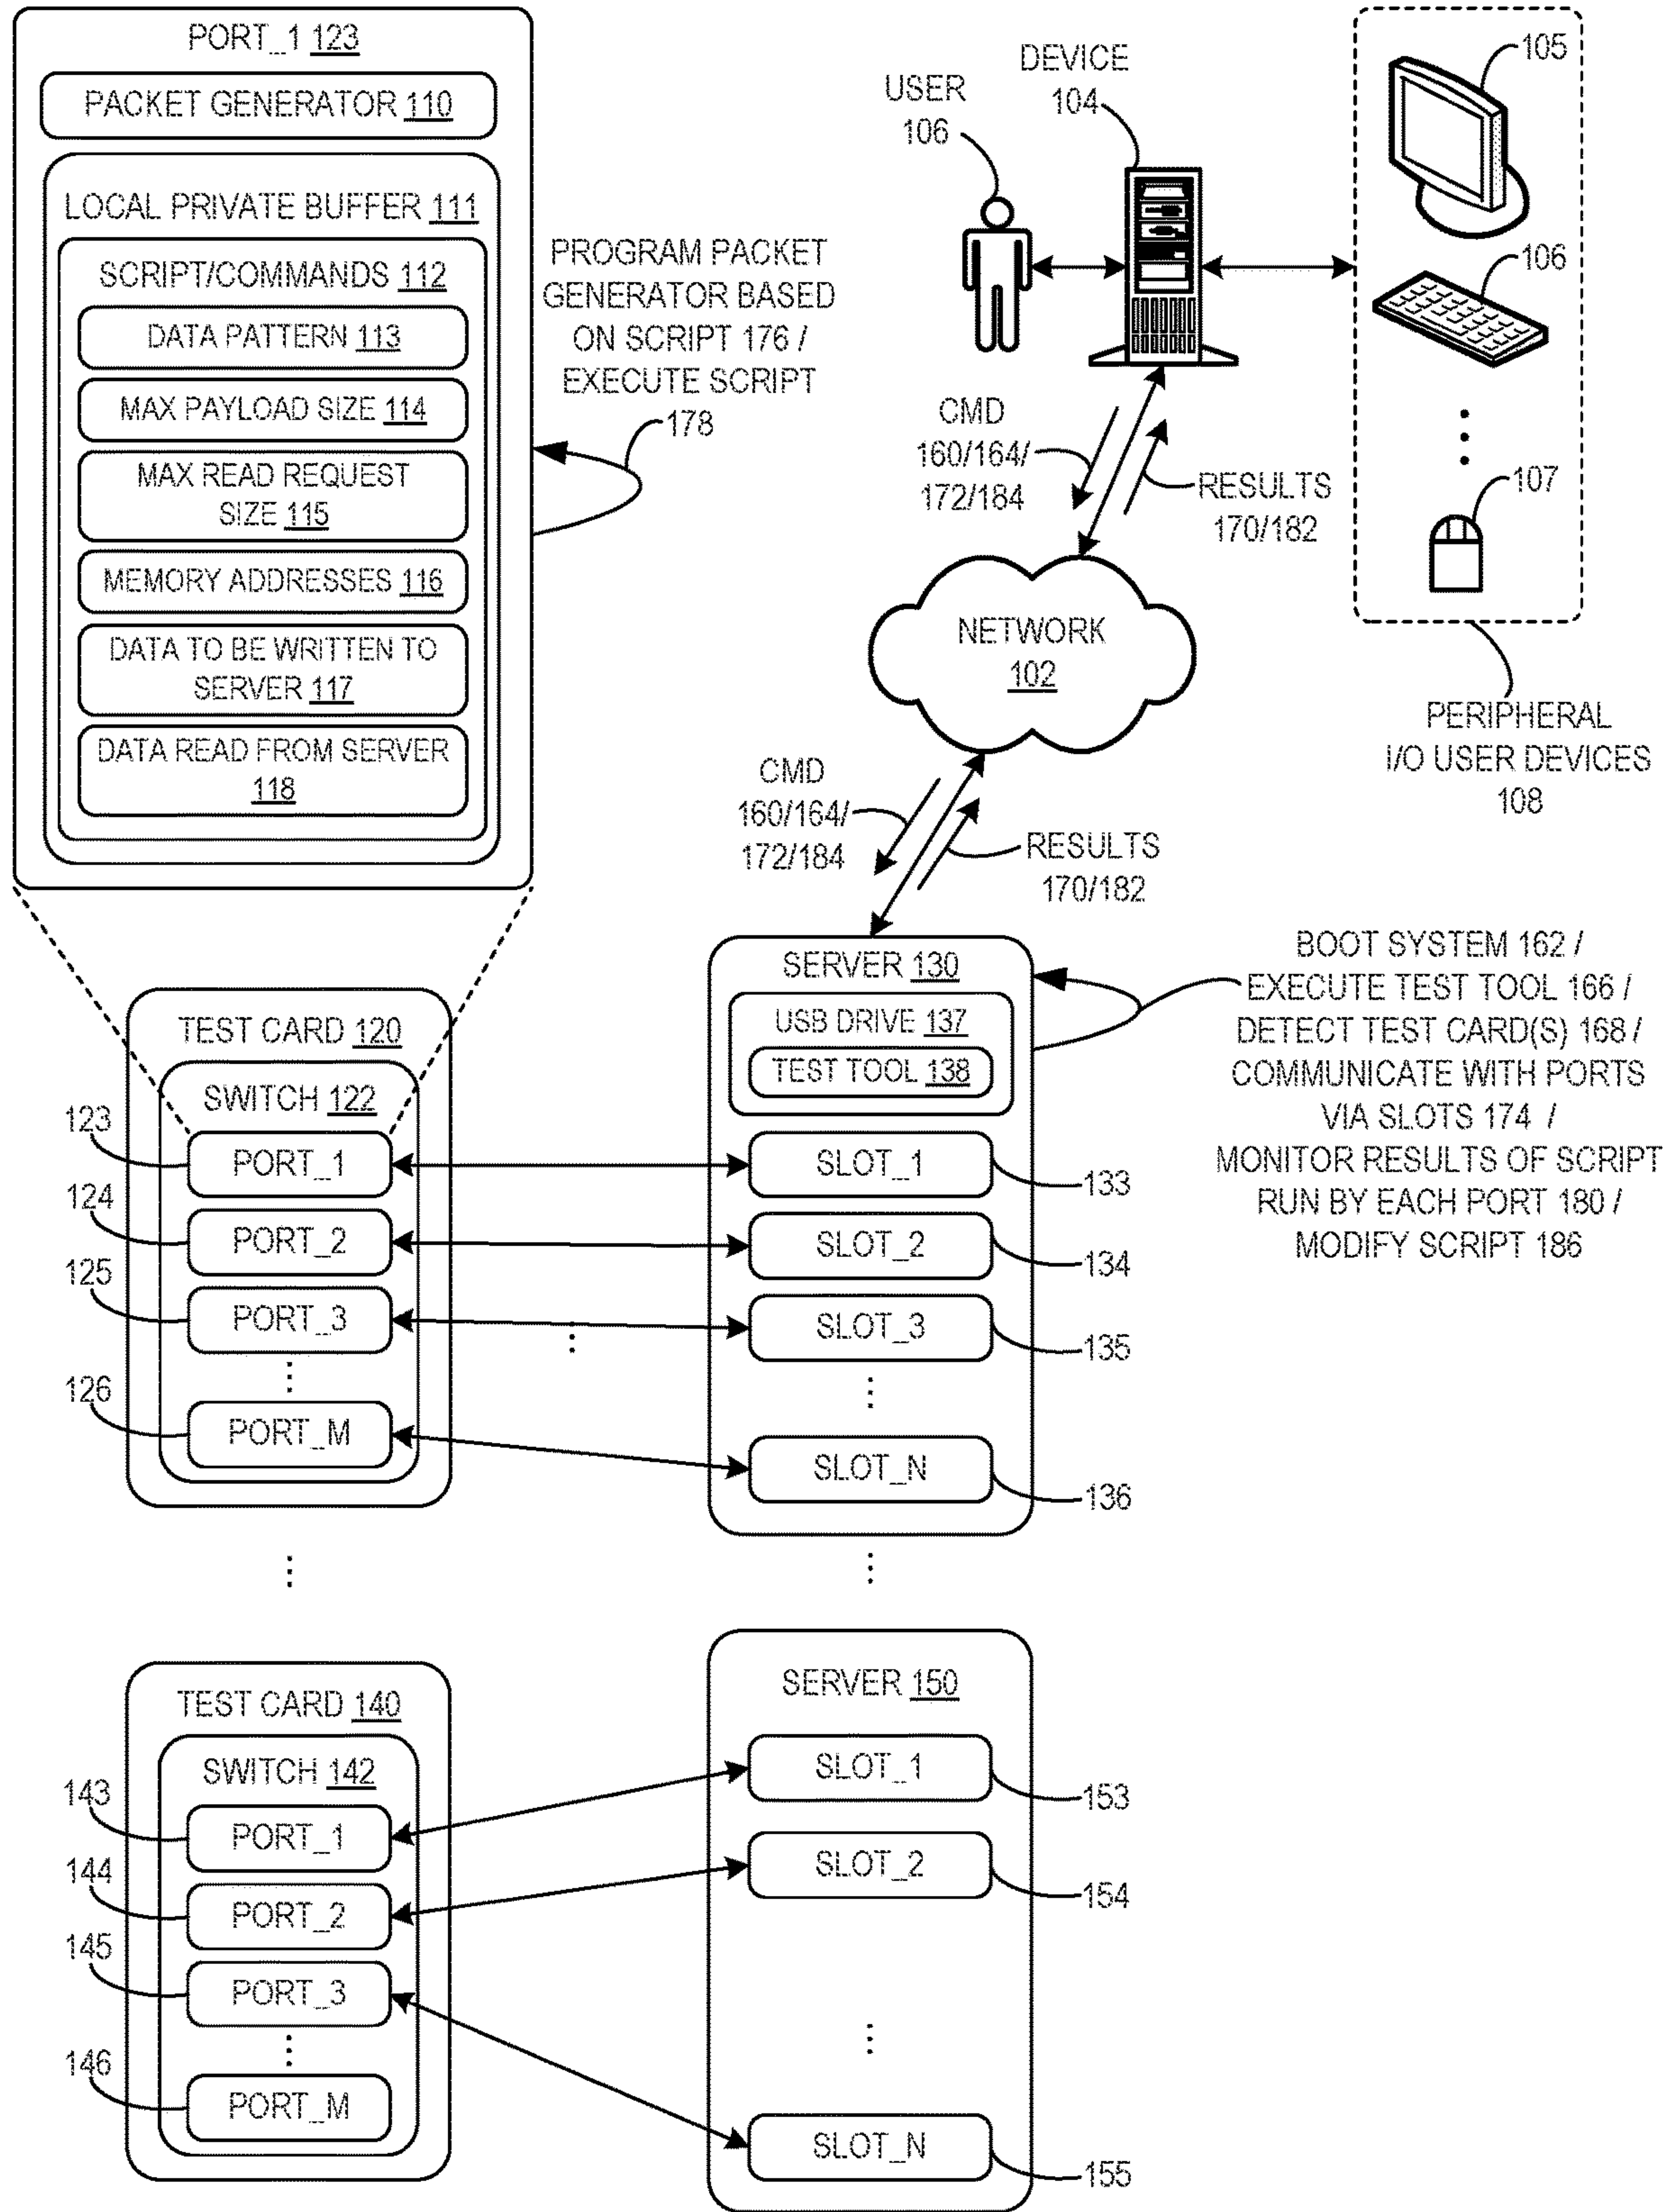 PORT_1 123
PACKET GENERATOR 110
LOCAL PRIVATE BUFFER 111
SCRIPT/COMMANDS 112
DATA PATTERN 113
MAX PAYLOAD SIZE 114
MAX READ REQUEST
SIZE 115
MEMORY ADDRESSES 116
DATA TO BE WRITTEN TO
SERVER 117
DATA READ FROM SERVER
118
PROGRAM PACKET
GENERATOR BASED
ON SCRIPT 176 /
EXECUTE SCRIPT
178
USER
106
DEVICE
104
105
106
107
PERIPHERAL
I/O USER DEVICES
108
CMD
160/164/
172/184
RESULTS
170/182
NETWORK
102
CMD
160/164/
172/184
RESULTS
170/182
TEST CARD 120
SWITCH 122
123
PORT_1
124
PORT_2
125
PORT_3
126
PORT_M
SERVER 130
USB DRIVE 137
TEST TOOL 138
SLOT_1
133
SLOT_2
134
SLOT_3
135
SLOT_N
136
BOOT SYSTEM 162 /
EXECUTE TEST TOOL 166 /
DETECT TEST CARD(S) 168 /
COMMUNICATE WITH PORTS
VIA SLOTS 174 /
MONITOR RESULTS OF SCRIPT
RUN BY EACH PORT 180 /
MODIFY SCRIPT 186
TEST CARD 140
SWITCH 142
143
PORT_1
144
PORT_2
145
PORT_3
146
PORT_M
SERVER 150
SLOT_1
153
SLOT_2
154
SLOT_N
155